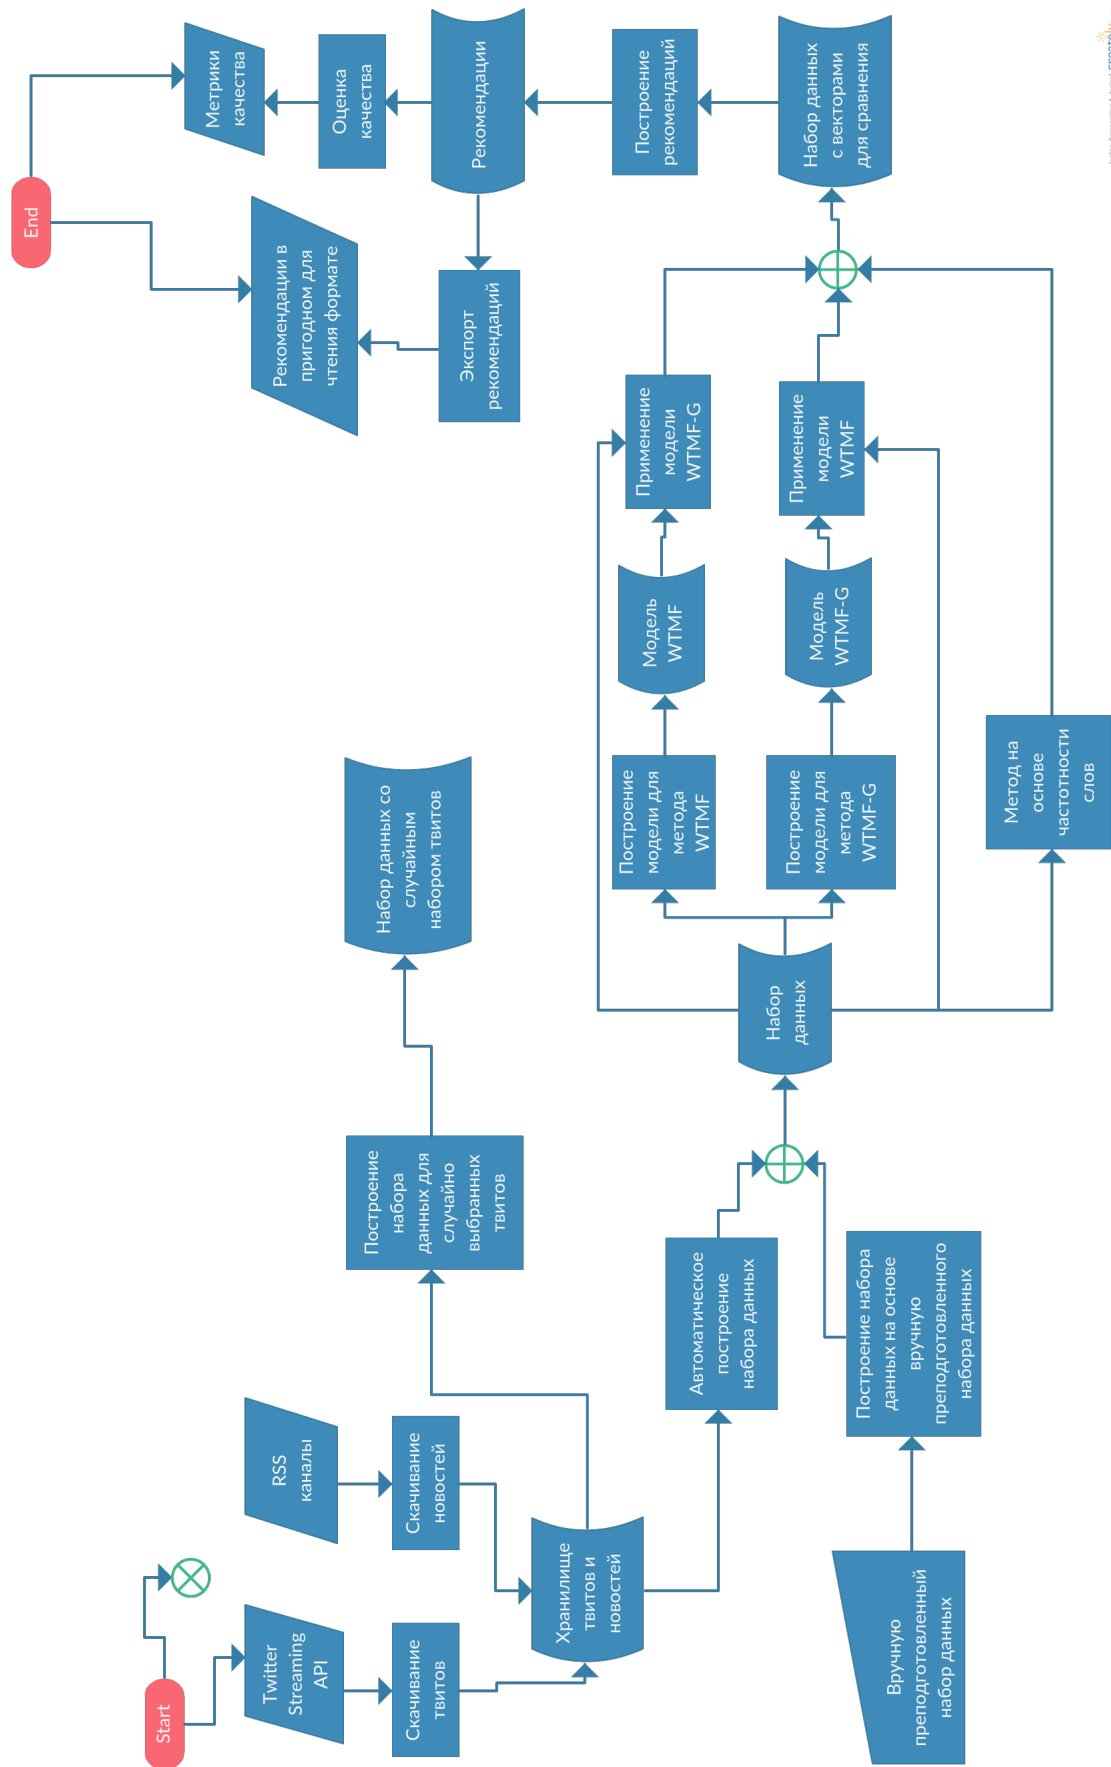 Start
Twitter
Streaming
API
RSS
каналы
Скачивание
твитов
Скачивание
новостей
Хранилище
твитов и
новостей
Построение
набора
данных для
случайно
выбранных
твитов
Набор данных со
случайным
набором твитов
Автоматическое
построение
набора данных
Вручную
преподготовленный
набор данных
Построение набора
данных на основе
вручную
преподготовленного
набора данных
Набор
данных
Построение
модели для
метода
WTMF
Построение
модели для
метода
WTMF-G
Метод на
основе
частотности
слов
Модель
WTMF
Модель
WTMF-G
Применение
модели
WTMF-G
Применение
модели
WTMF
Набор данных
с векторами
для сравнения
Построение
рекомендаций
Рекомендации
Оценка
качества
Метрики
качества
Экспорт
рекомендаций
Рекомендации в
пригодном для
чтения формате
End